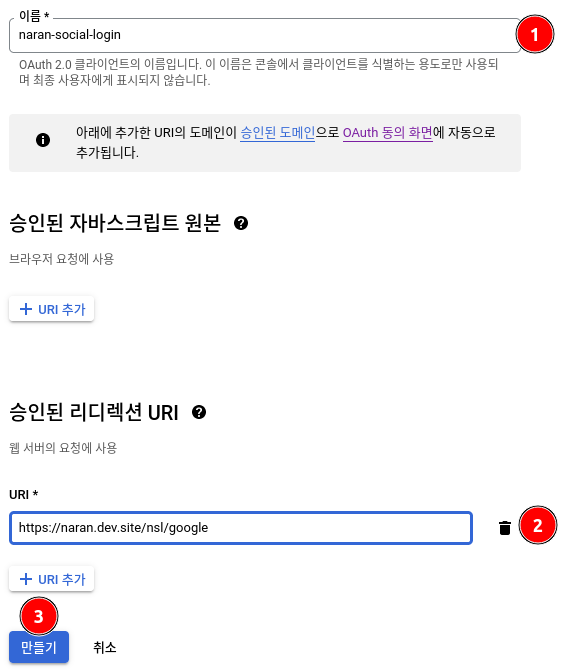 이름 *
naran-social-login
1
OAuth 2.0 클라이언트의 이름입니다. 이 이름은 콘솔에서 클라이언트를 식별하는 용도로만 사용되
며 최종 사용자에게 표시되지 않습니다.
아래에 추가한 URI의 도메인이 승인된 도메인으로 OAuth 동의 화면에 자동으로
추가됩니다.
승인된 자바스크립트 원본
브라우저 요청에 사용
+ URI 추가
승인된 리디렉션 URI
웹 서버의 요청에 사용
URI *
https://naran.dev.site/nsl/google
2
+ URI 추가
3
만들기 취소